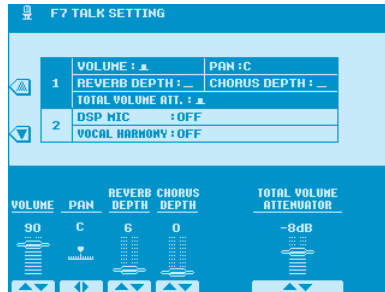 F7 TALK SETTING
VOLUME : PAN :C
1 REVERB DEPTH : CHORUS DEPTH :
TOTAL VOLUME ATT. :
2 DSP MIC :OFF
VOCAL HARMONY :OFF
VOLUME PAN REVERB DEPTH CHORUS DEPTH TOTAL VOLUME ATTENUATOR
90 C 6 0 -8dB